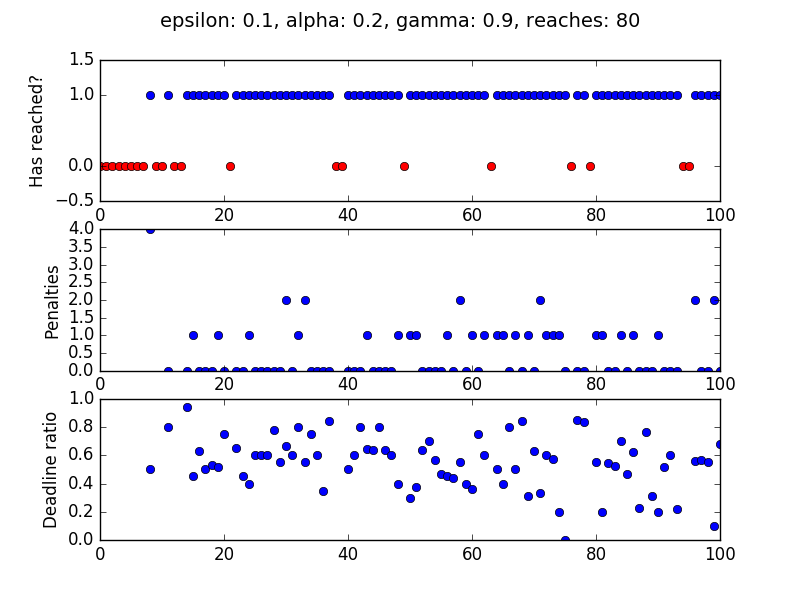 epsilon: 0.1, alpha: 0.2, gamma: 0.9, reaches: 80
1.5
1.0
0.0
−0.5
Has reached?
0 20 40 60 80 100
4.0
3.5
3.0
2.5
2.0
1.5
1.0
0.5
0.0
Penalties
0 20 40 60 80 100
1.0
0.8
0.6
0.4
0.2
0.0
Deadline ratio
0 20 40 60 80 100